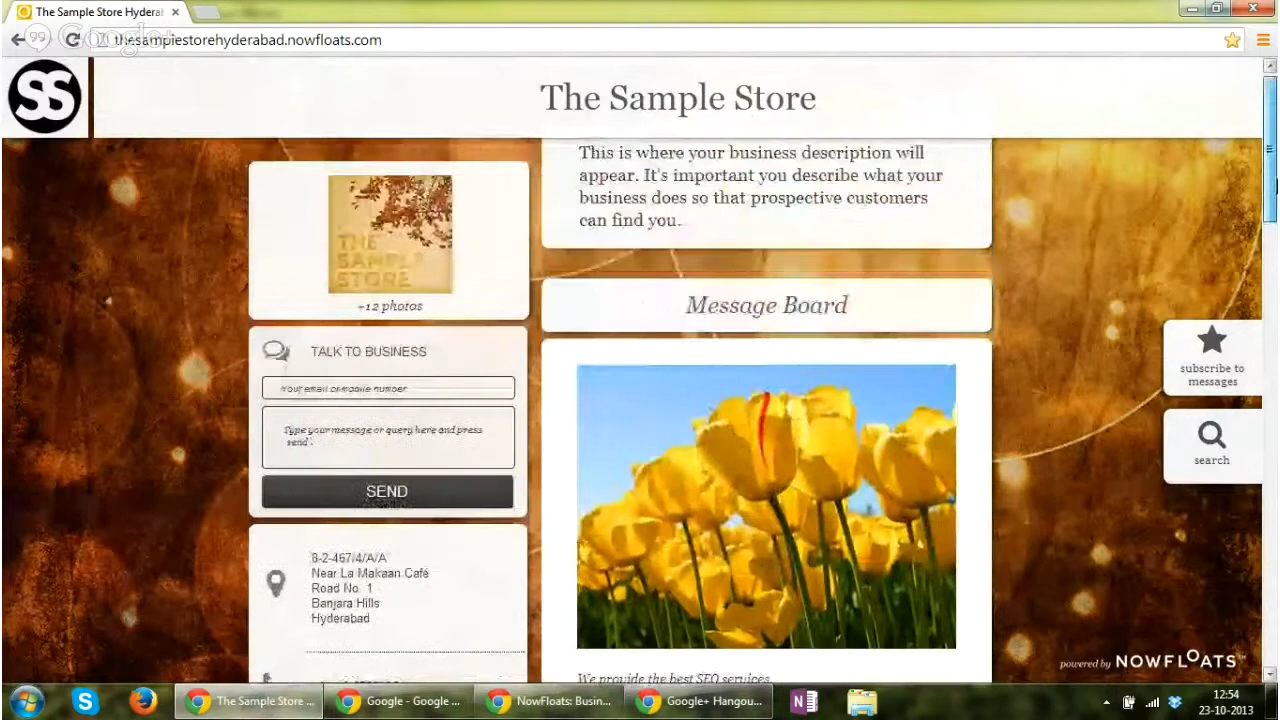 The Sample Store Hyderal
Google+
thesamplestorehyderabad.nowfloats.com
SS
The Sample Store
This is where your business description will
appear. It's important you describe what your
business does so that prospective customers
can find you.
THE
SAMPLE
STORE
+12 photos
Message Board
TALK TO BUSINESS
Your email or mobile number
Type your message or query here and press
'send'.
SEND
subscribe to
messages
search
8-2-467/4/A/A
Near La Makaan Café
Road No. 1
Banjara Hills
Hyderabad
We provide the best SEO services.
powered by NOWFLOATS™
The Sample Store ...
Google - Google ...
NowFloats: Busin...
Google+ Hangou...
12:54
23-10-2013